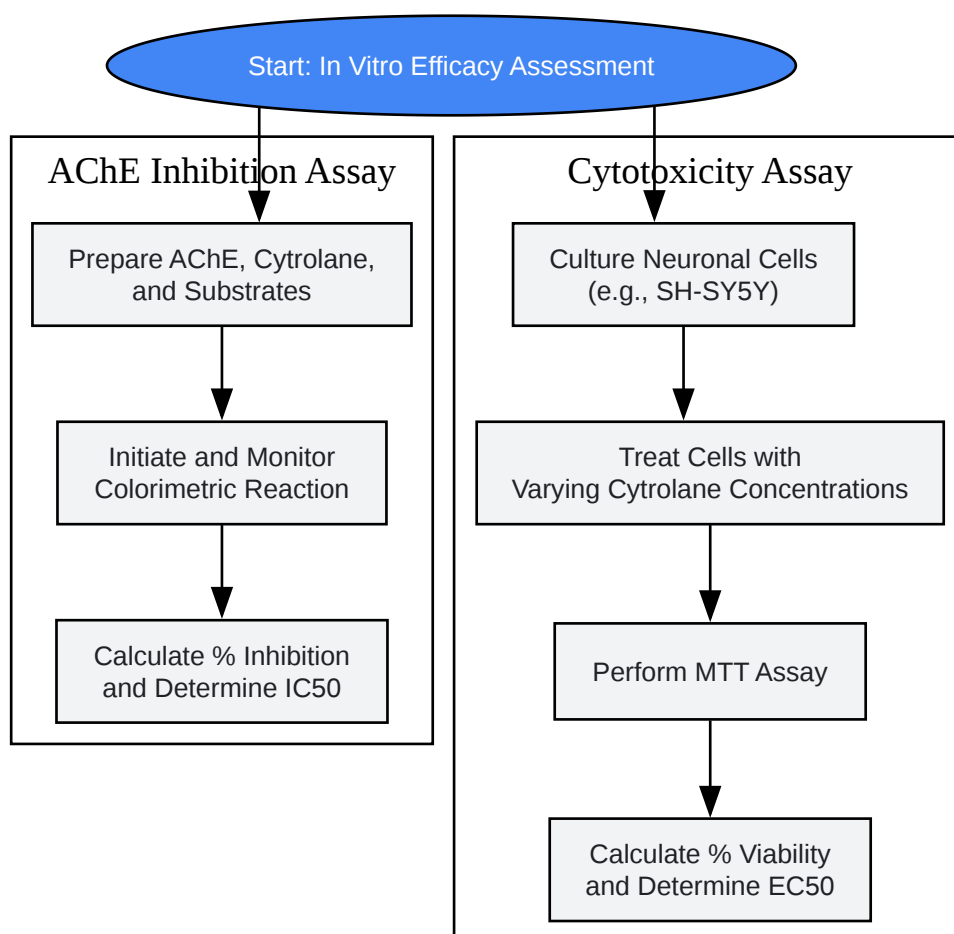 Start: In Vitro Efficacy Assessment
AChE Inhibition Assay
Prepare AChE, Cytrolane,
and Substrates
Initiate and Monitor
Colorimetric Reaction
Calculate % Inhibition
and Determine IC50
Cytotoxicity Assay
Culture Neuronal Cells
(e.g., SH-SY5Y)
Treat Cells with
Varying Cytrolane Concentrations
Perform MTT Assay
Calculate % Viability
and Determine EC50